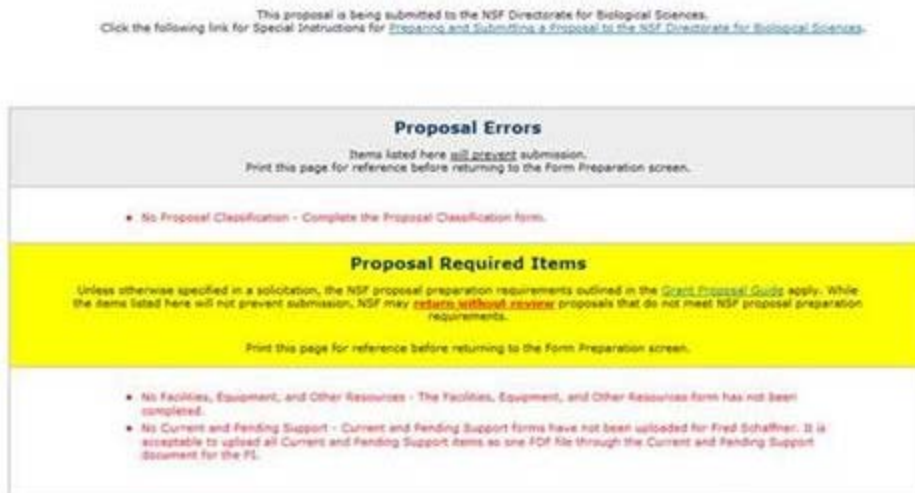 This proposal is being submitted to the NSF Directorate for Biological Sciences.
Click the following link for Special Instructions for Preparing and Submitting a Proposal to the NSF Directorate for Biological Sciences.
Proposal Errors
Items listed here will prevent submission.
Print this page for reference before returning to the Form Preparation screen.
• No Proposal Classification - Complete the Proposal Classification form.
Proposal Required Items
Unless otherwise specified in a solicitation, the NSF proposal preparation requirements outlined in the Grant Proposal Guide apply. While
the items listed here will not prevent submission, NSF may return without review proposals that do not meet NSF proposal preparation
requirements.
Print this page for reference before returning to the Form Preparation screen.
• No Facilities, Equipment, and Other Resources - The Facilities, Equipment, and Other Resources form has not been
completed.
• No Current and Pending Support - Current and Pending Support forms have not been uploaded for Fred Schaffner. It is
acceptable to upload all Current and Pending Support items as one PDF file through the Current and Pending Support
document for the PI.